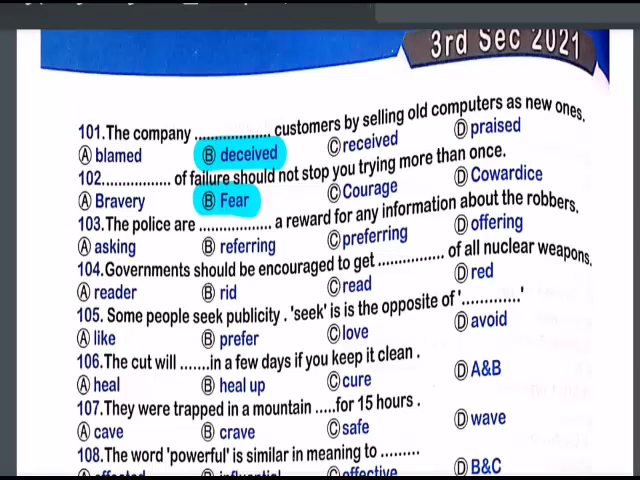 3rd Sec 2021
101.The company ................... customers by selling old computers as new ones.
Ⓐ blamed Ⓑ deceived Ⓒ received Ⓓ praised
102................. of failure should not stop you trying more than once.
Ⓐ Bravery Ⓑ Fear Ⓒ Courage Ⓓ Cowardice
103.The police are .................. a reward for any information about the robbers.
Ⓐ asking Ⓑ referring Ⓒ preferring Ⓓ offering
104.Governments should be encouraged to get ................ of all nuclear weapons.
Ⓐ reader Ⓑ rid Ⓒ read Ⓓ red
105. Some people seek publicity . 'seek' is is the opposite of '.............'
Ⓐ like Ⓑ prefer Ⓒ love Ⓓ avoid
106.The cut will .......in a few days if you keep it clean .
Ⓐ heal Ⓑ heal up Ⓒ cure Ⓓ A&B
107.They were trapped in a mountain .....for 15 hours .
Ⓐ cave Ⓑ crave Ⓒ safe Ⓓ wave
108.The word 'powerful' is similar in meaning to .........
Ⓐ affected Ⓑ influential Ⓒ effective Ⓓ B&C